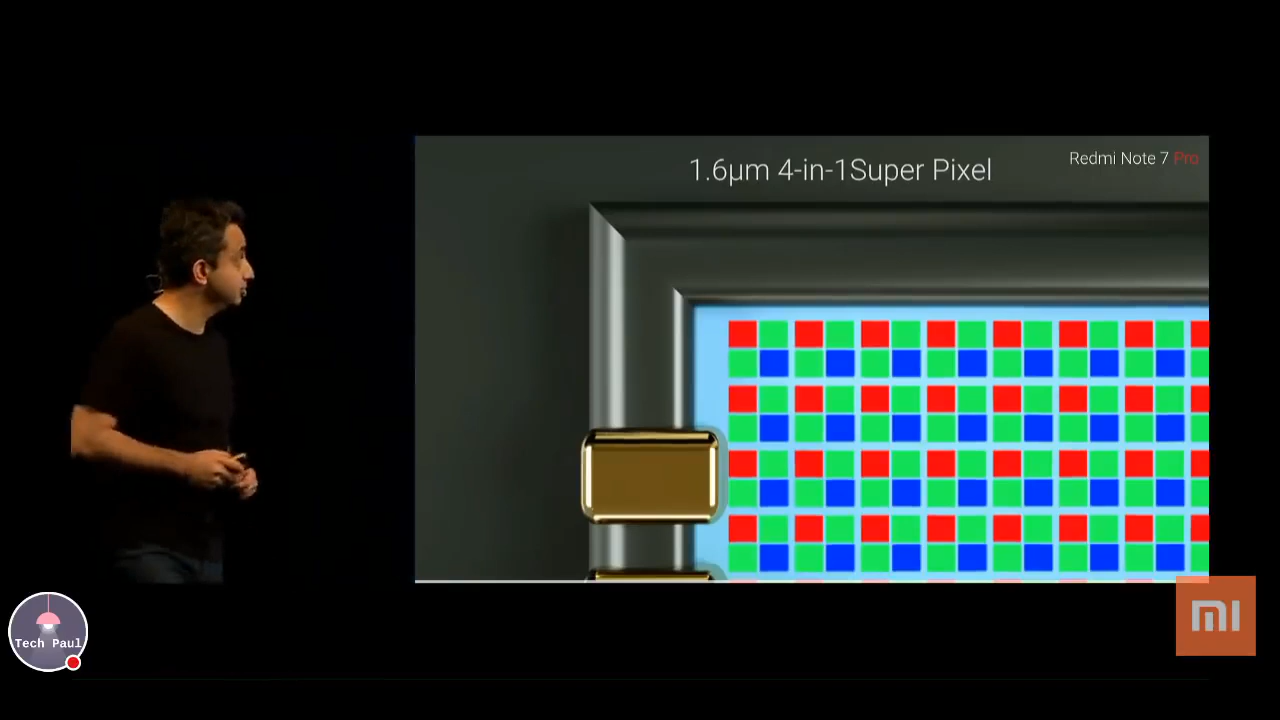 1.6μm 4-in-1Super Pixel
Redmi Note 7 Pro
Tech Paul
mi